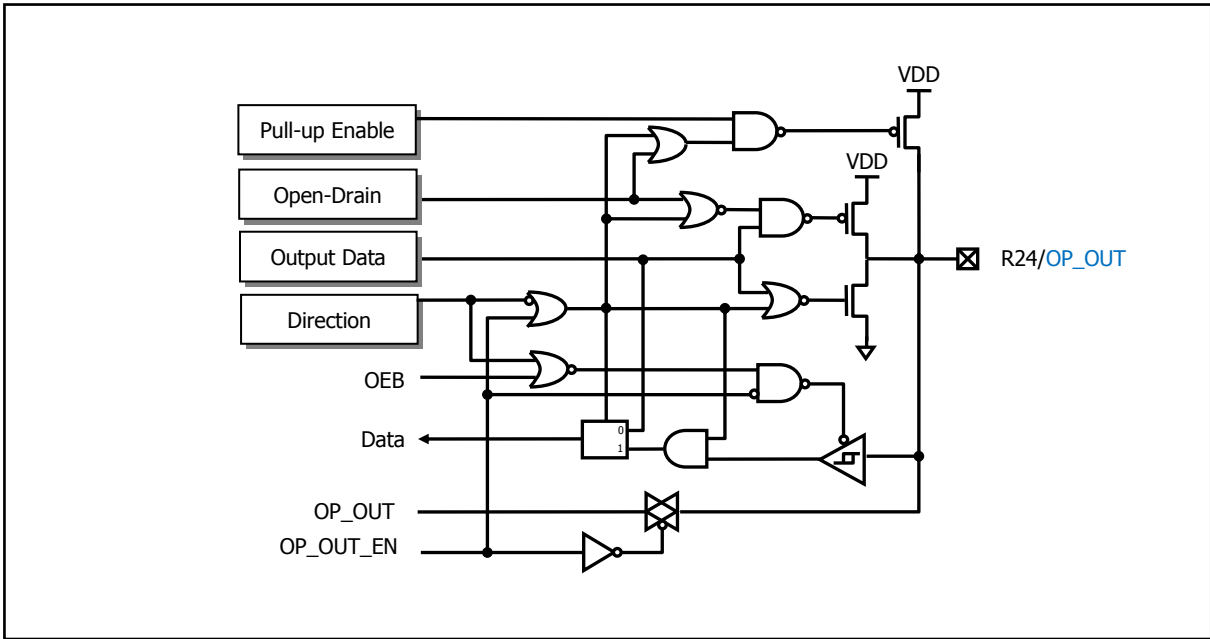 VDD
Pull-up Enable
VDD
Open-Drain
Output Data
R24/OP_OUT
Direction
OEB
Data
0
1
OP_OUT
OP_OUT_EN